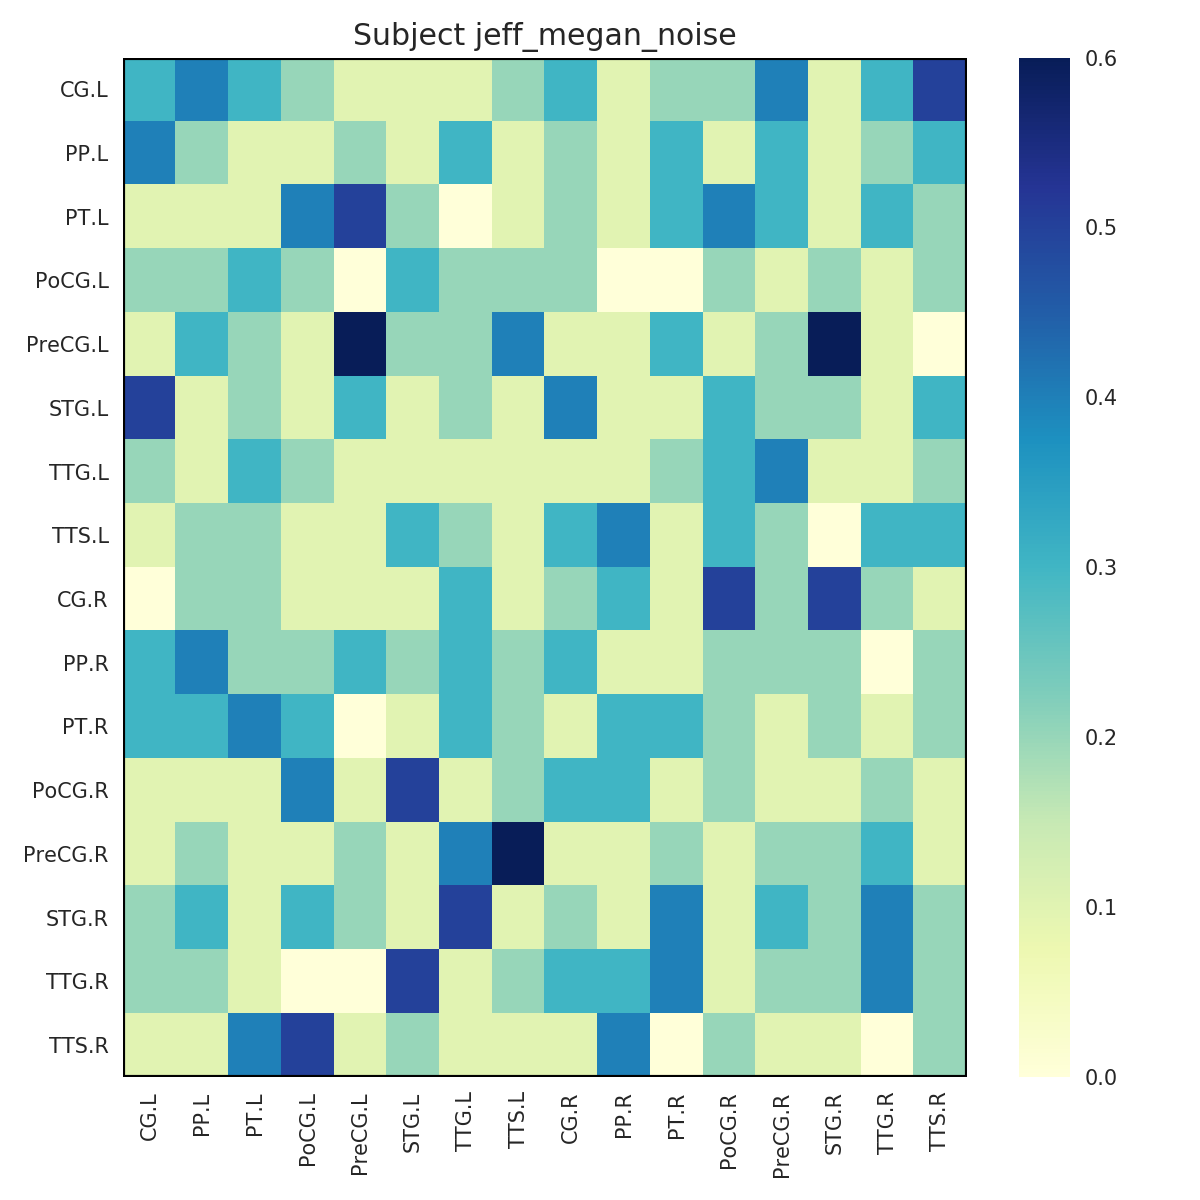 Subject jeff_megan_noise
CG.L
PP.L
PT.L
PoCG.L
PreCG.L
STG.L
TTG.L
TTS.L
CG.R
PP.R
PT.R
PoCG.R
PreCG.R
STG.R
TTG.R
TTS.R
CG.L PP.L PT.L PoCG.L PreCG.L STG.L TTG.L TTS.L CG.R PP.R PT.R PoCG.R PreCG.R STG.R TTG.R TTS.R
0.6
0.5
0.4
0.3
0.2
0.1
0.0